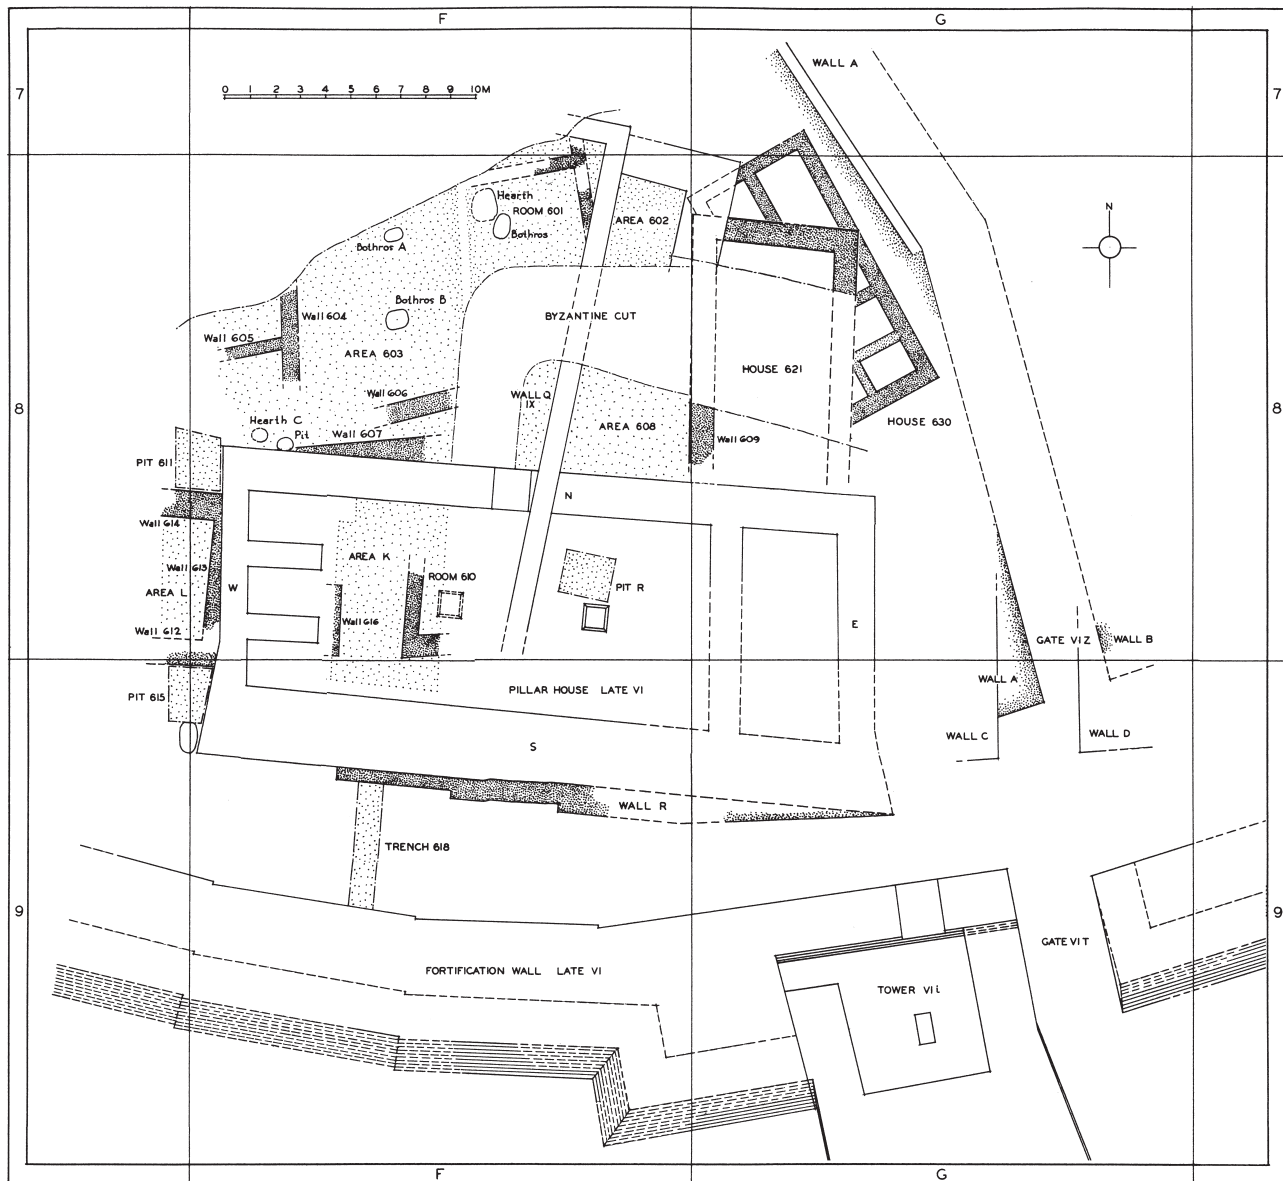 F
G
7
7
WALL A
0 1 2 3 4 5 6 7 8 9 10M
Hearth
ROOM 601
Bothros
AREA 602
N
Bothros A
Bothros B
Wall 604
Wall 605
AREA 603
BYZANTINE CUT
HOUSE 621
Wall 606
WALL Q
IX
8
8
HOUSE 630
Hearth C
Pit
Wall 607
AREA 608
Wall 609
PIT 611
N
Wall 614
AREA K
Wall 613
ROOM 610
PIT R
AREA L
W
Wall 616
E
Wall 612
GATE VI Z
WALL B
WALL A
PIT 615
PILLAR HOUSE LATE VI
WALL C
WALL D
S
WALL R
TRENCH 618
9
9
GATE VI T
FORTIFICATION WALL LATE VI
TOWER VI i
F
G